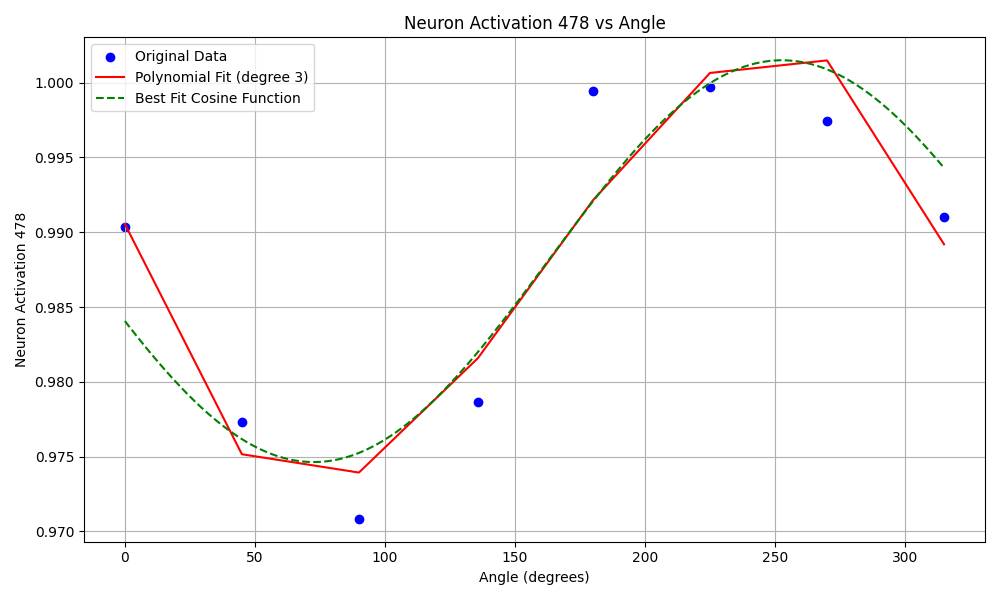 Neuron Activation 478 vs Angle
Original Data
Polynomial Fit (degree 3)
Best Fit Cosine Function
1.000
0.995
0.990
0.985
0.980
0.975
0.970
Neuron Activation 478
0 50 100 150 200 250 300
Angle (degrees)